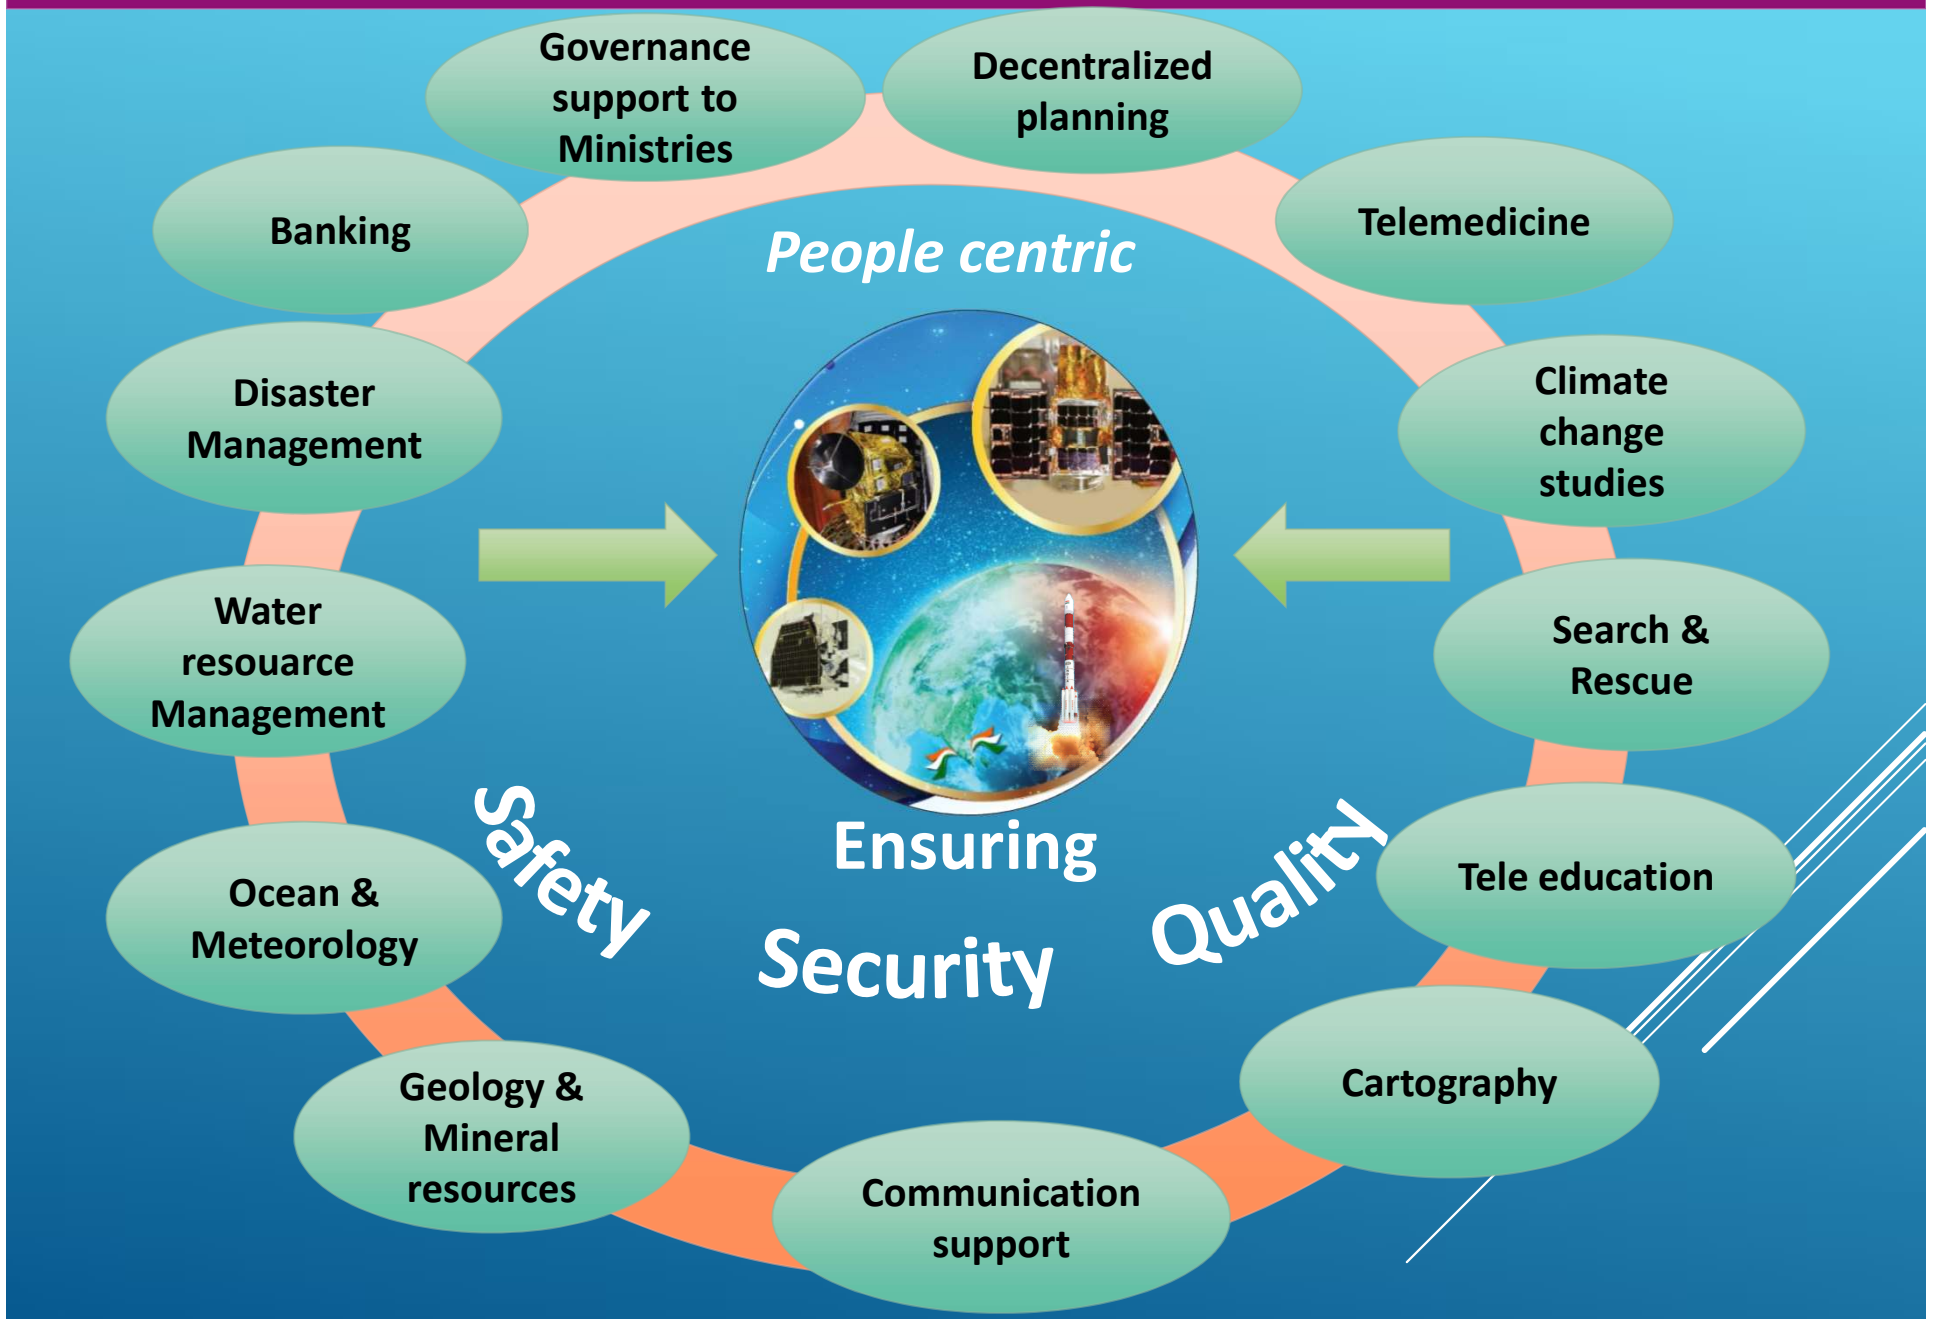 Governance
support to
Ministries
Decentralized
planning
Banking
Telemedicine
People centric
Disaster
Management
Climate
change
studies
Water
resouarce
Management
Search &
Rescue
Safety
Ensuring
Quality
Security
Ocean &
Meteorology
Tele education
Geology &
Mineral
resources
Cartography
Communication
support